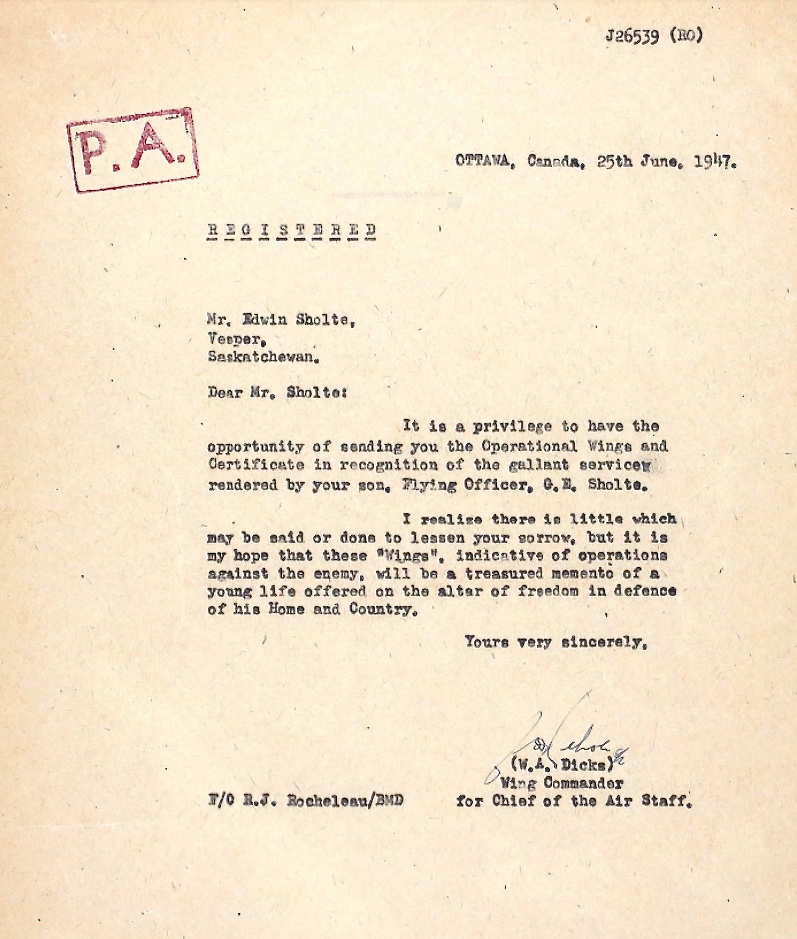 J26539 (RO)
P. A.
OTTAWA, Canada, 25th June, 1947.
REGISTERED
Mr. Edwin Sholte,
Vesper,
Saskatchewan.
Dear Mr. Sholte:
It is a privilege to have the
opportunity of sending you the Operational Wings and
Certificate in recognition of the gallant services
rendered by your son, Flying Officer, G.E. Sholte.
I realize there is little which
may be said or done to lessen your sorrow, but it is
my hope that these "Wings", indicative of operations
against the enemy, will be a treasured memento of a
young life offered on the altar of freedom in defence
of his Home and Country.
Yours very sincerely,
(W.A. Dicks)
Wing Commander
F/O R.J. Rocheleau/BMD for Chief of the Air Staff.